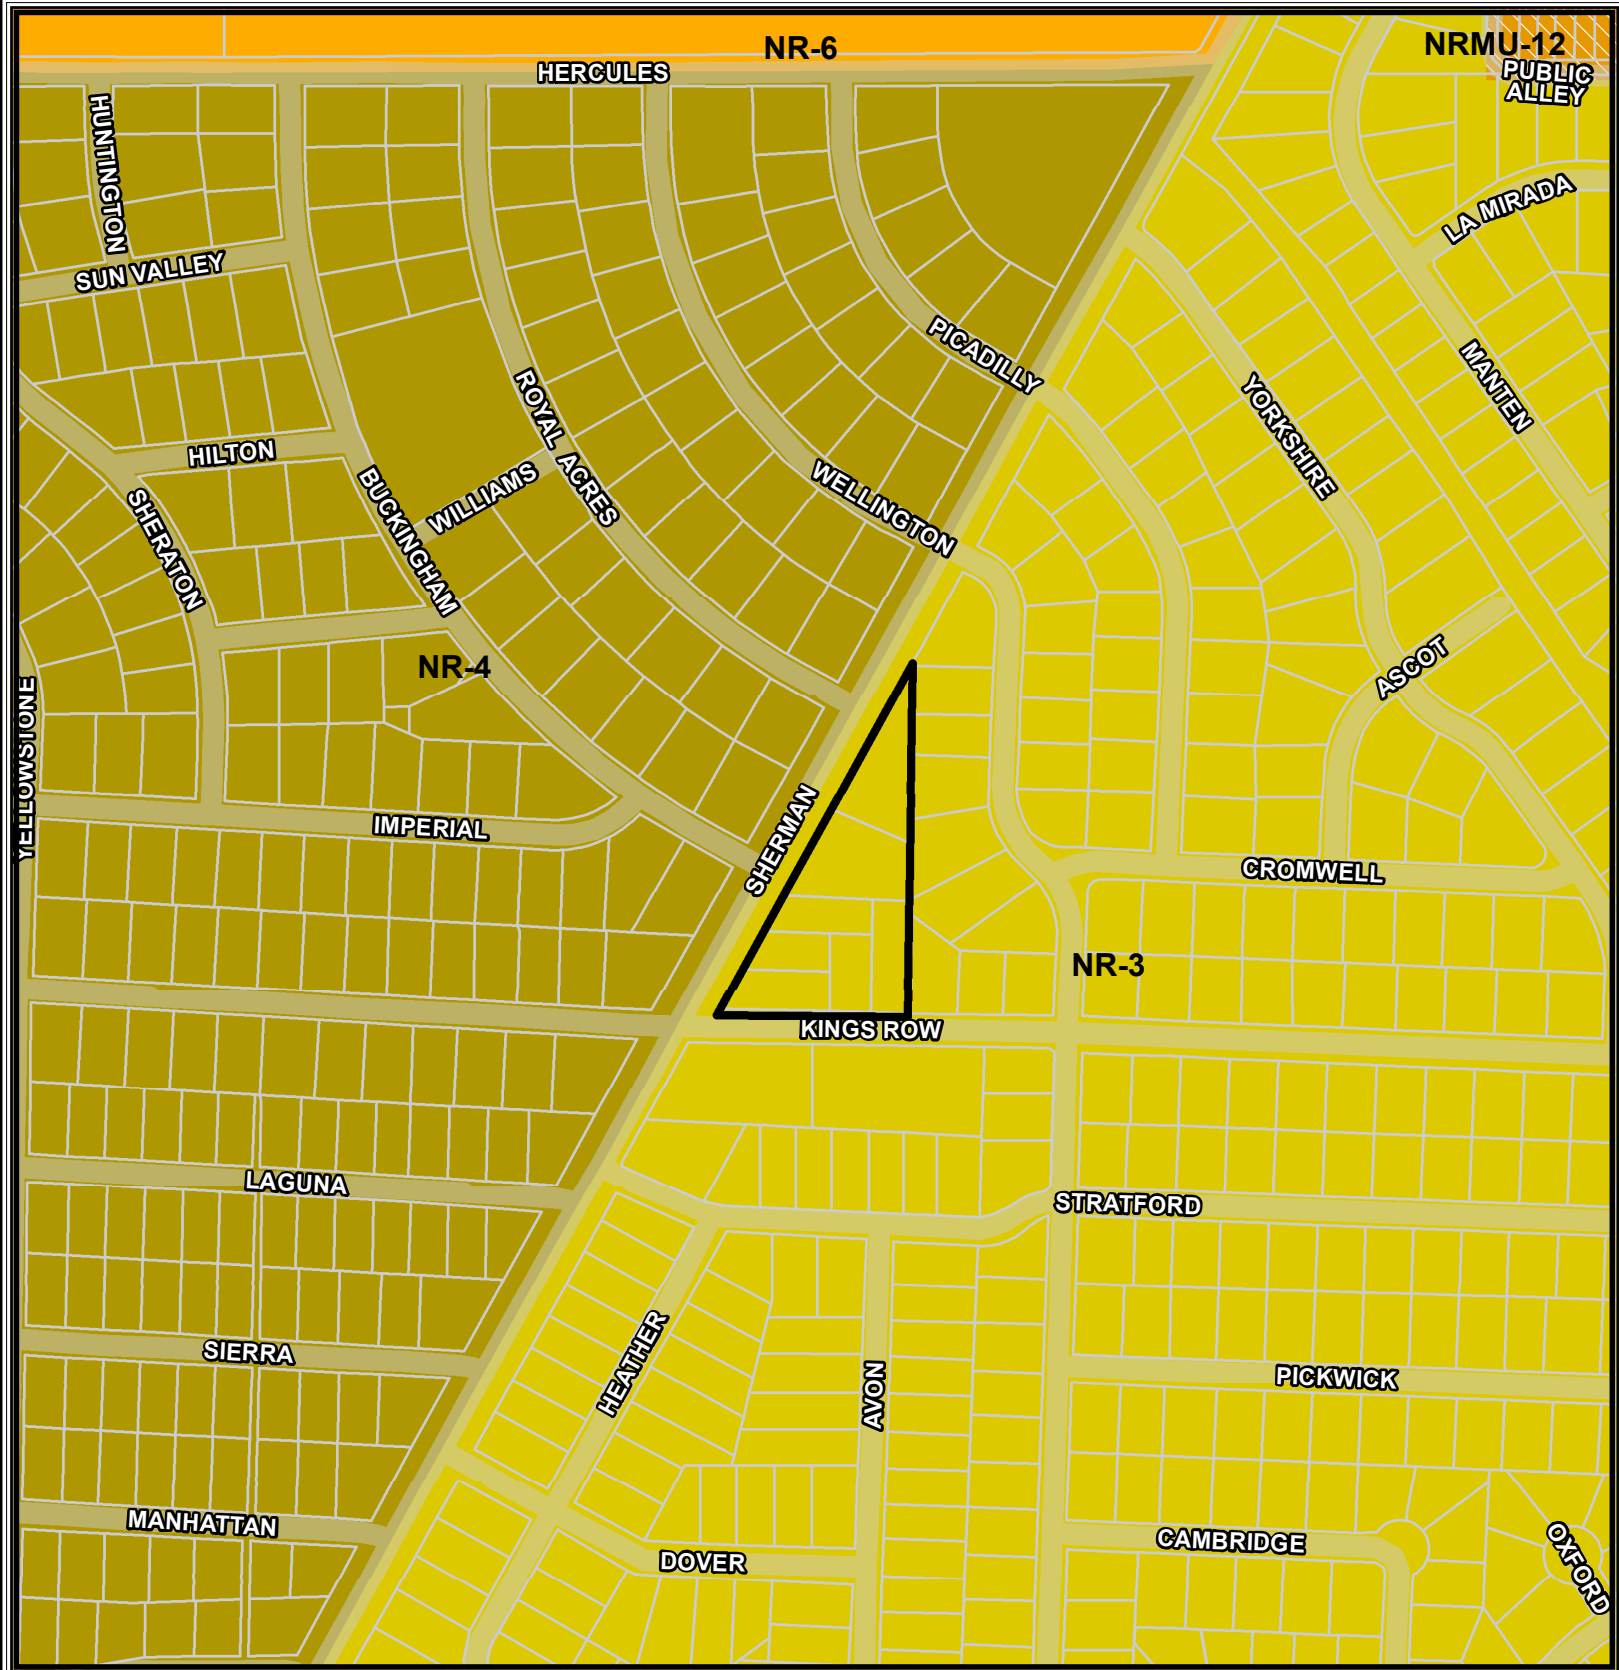 NR-6
NRMU-12
HERCULES
PUBLIC
ALLEY
HUNTINGTON
LA MIRADA
SUN VALLEY
PICADILLY
MANTEN
YORKSHIRE
ROYAL ACRES
HILTON
WELLINGTON
WILLIAMS
BUCKINGHAM
SHERATON
NR-4
ASCOT
YELLOWSTONE
SHERMAN
IMPERIAL
CROMWELL
NR-3
KINGS ROW
LAGUNA
STRATFORD
SIERRA
HEATHER
AVON
PICKWICK
MANHATTAN
CAMBRIDGE
DOVER
OXFORD